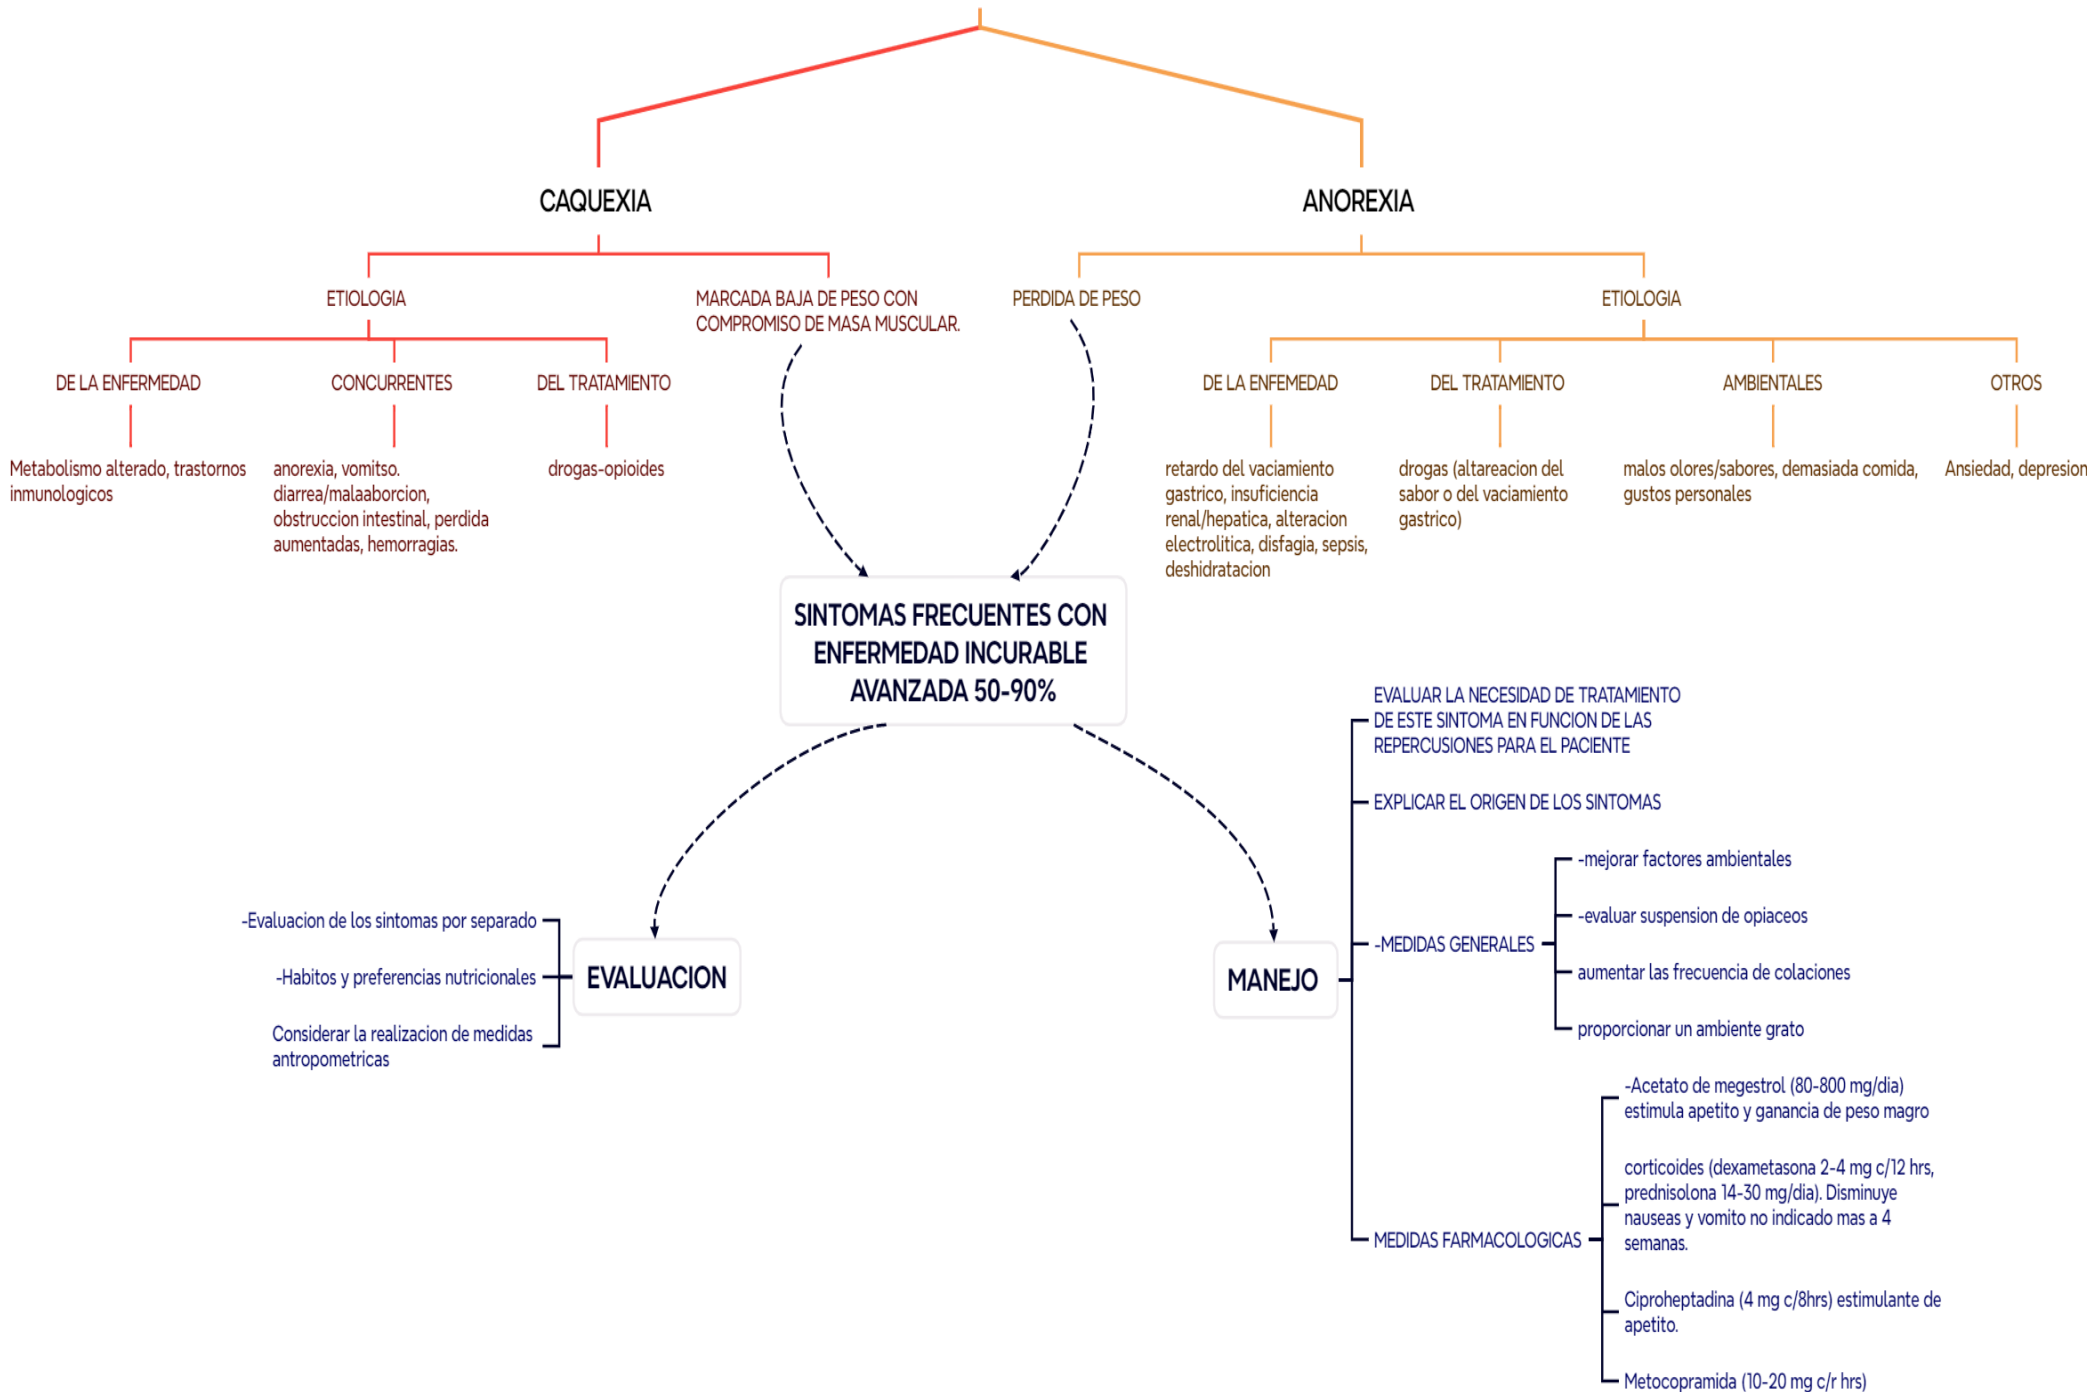 CAQUEXIA
ANOREXIA
ETIOLOGIA
MARCADA BAJA DE PESO CON
COMPROMISO DE MASA MUSCULAR.
PERDIDA DE PESO
ETIOLOGIA
DE LA ENFERMEDAD
CONCURRENTES
DEL TRATAMIENTO
DE LA ENFEMEDAD
DEL TRATAMIENTO
AMBIENTALES
OTROS
Metabolismo alterado, trastornos
inmunologicos
anorexia, vomitso.
diarrea/malaaborcion,
obstruccion intestinal, perdida
aumentadas, hemorragias.
drogas-opioides
retardo del vaciamiento
gastrico, insuficiencia
renal/hepatica, alteracion
electrolitica, disfagia, sepsis,
deshidratacion
drogas (altareacion del
sabor o del vaciamiento
gastrico)
malos olores/sabores, demasiada comida,
gustos personales
Ansiedad, depresion
SINTOMAS FRECUENTES CON
ENFERMEDAD INCURABLE
AVANZADA 50-90%
EVALUACION
-Evaluacion de los sintomas por separado
-Habitos y preferencias nutricionales
Considerar la realizacion de medidas
antropometricas
MANEJO
EVALUAR LA NECESIDAD DE TRATAMIENTO
DE ESTE SINTOMA EN FUNCION DE LAS
REPERCUSIONES PARA EL PACIENTE
EXPLICAR EL ORIGEN DE LOS SINTOMAS
-MEDIDAS GENERALES
-mejorar factores ambientales
-evaluar suspension de opiaceos
aumentar las frecuencia de colaciones
proporcionar un ambiente grato
MEDIDAS FARMACOLOGICAS
-Acetato de megestrol (80-800 mg/dia)
estimula apetito y ganancia de peso magro
corticoides (dexametasona 2-4 mg c/12 hrs,
prednisolona 14-30 mg/dia). Disminuye
nauseas y vomito no indicado mas a 4
semanas.
Ciproheptadina (4 mg c/8hrs) estimulante de
apetito.
Metocopramida (10-20 mg c/r hrs)